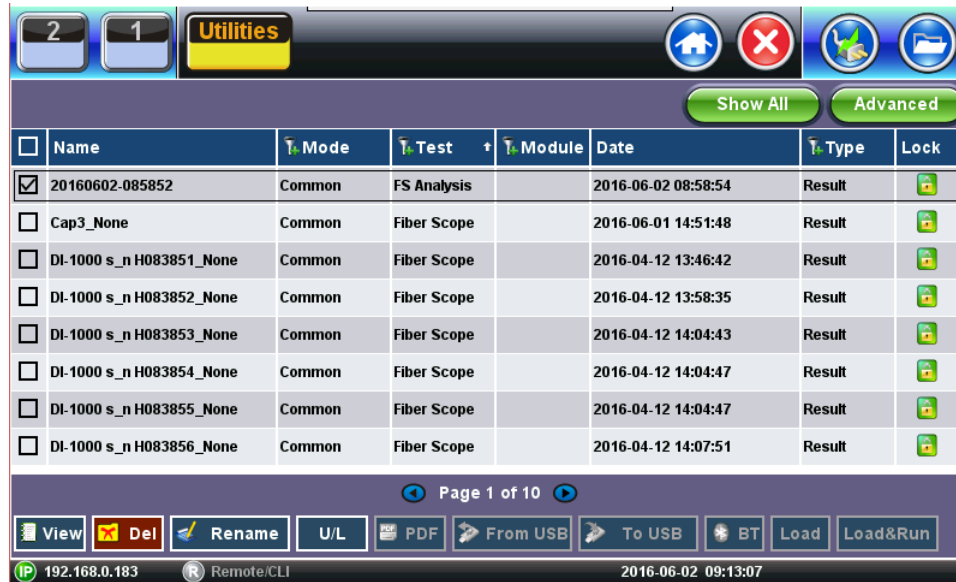 2 1 Utilities
Show All Advanced
Name Mode Test Module Date Type Lock
20160602-085852 Common FS Analysis 2016-06-02 08:58:54 Result
Cap3_None Common Fiber Scope 2016-06-01 14:51:48 Result
DI-1000 s_n H083851_None Common Fiber Scope 2016-04-12 13:46:42 Result
DI-1000 s_n H083852_None Common Fiber Scope 2016-04-12 13:58:35 Result
DI-1000 s_n H083853_None Common Fiber Scope 2016-04-12 14:04:43 Result
DI-1000 s_n H083854_None Common Fiber Scope 2016-04-12 14:04:47 Result
DI-1000 s_n H083855_None Common Fiber Scope 2016-04-12 14:04:47 Result
DI-1000 s_n H083856_None Common Fiber Scope 2016-04-12 14:07:51 Result
Page 1 of 10
View Del Rename U/L PDF PDF From USB To USB BT Load Load&Run
IP 192.168.0.183 R Remote/CLI 2016-06-02 09:13:07